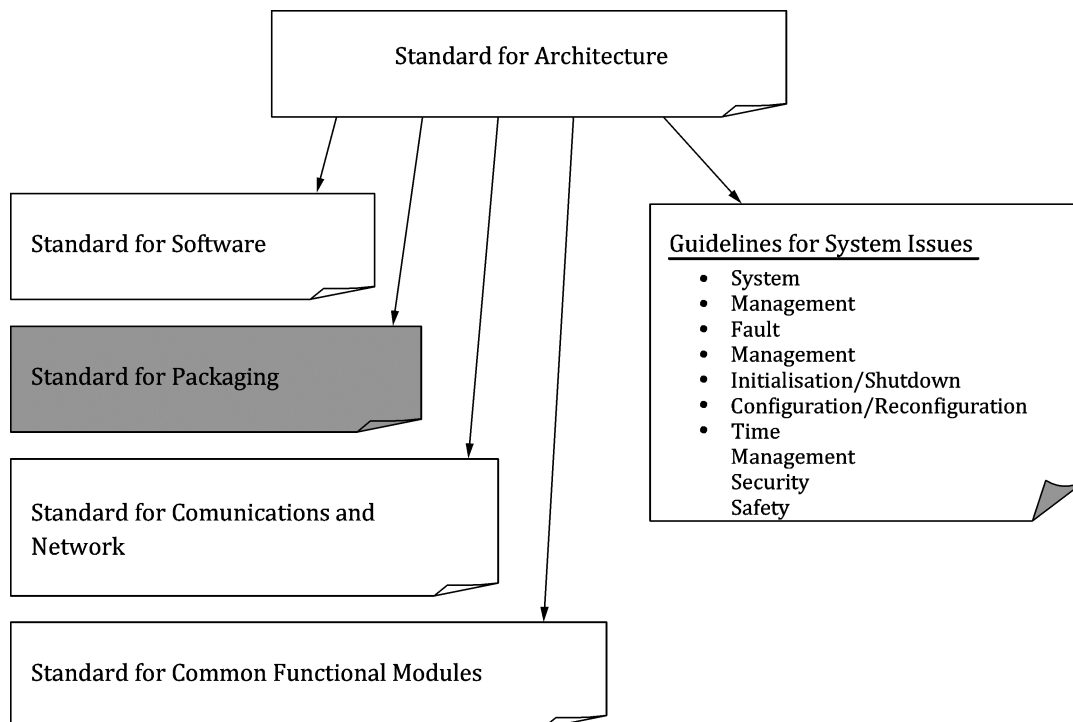 Standard for Architecture
Standard for Software
Standard for Packaging
Standard for Comunications and
Network
Standard for Common Functional Modules
Guidelines for System Issues
• System
• Management
• Fault
• Management
• Initialisation/Shutdown
• Configuration/Reconfiguration
• Time
Management
Security
Safety